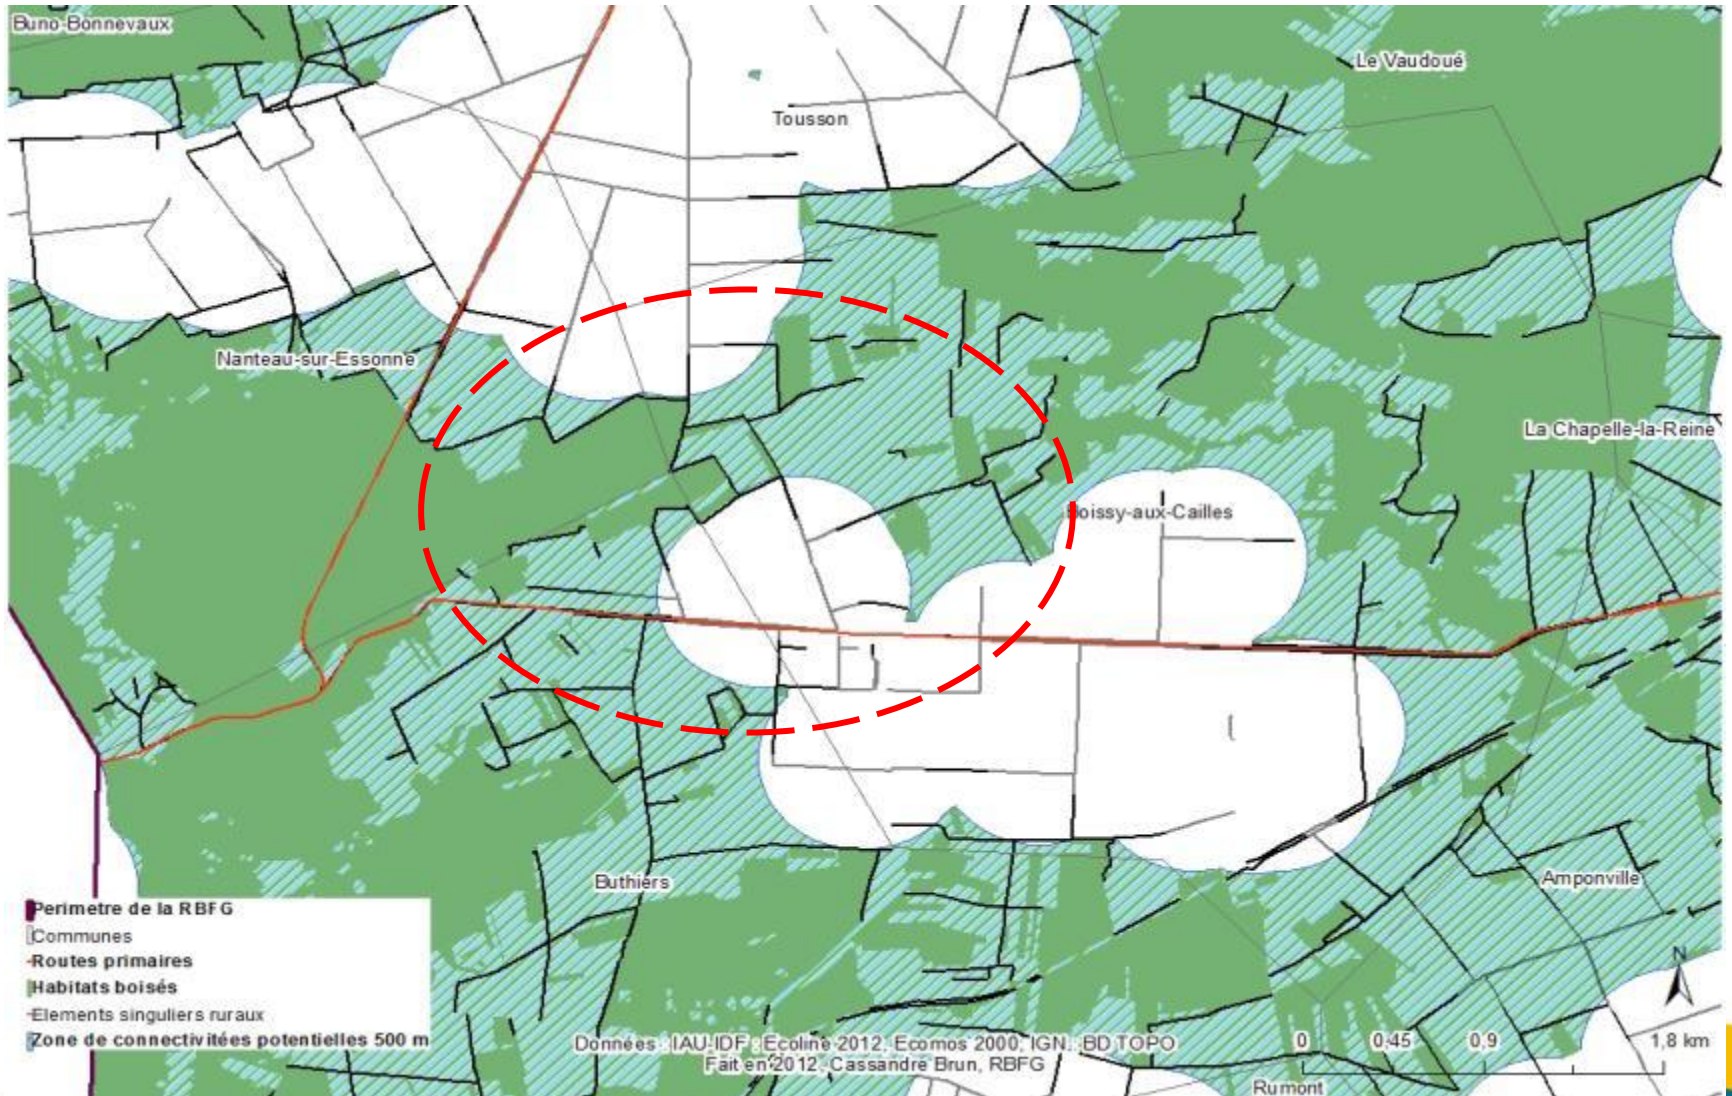 Buno-Bonnevaux
Le Vaudoué
Tousson
Nanteau-sur-Essonne
La Chapelle-la-Reine
Boissy-aux-Cailles
Buthiers
Amponville
Perimetre de la RBFG
Communes
Routes primaires
Habitats boisés
Elements singuliers ruraux
Zone de connectivitées potentielles 500 m
Données : IAU-IDF : Ecoline 2012, Ecomos 2000, IGN : BD TOPO
Fait en 2012, Cassandre Brun, RBFG
N
0 0,45 0,9 1,8 km
Rumont